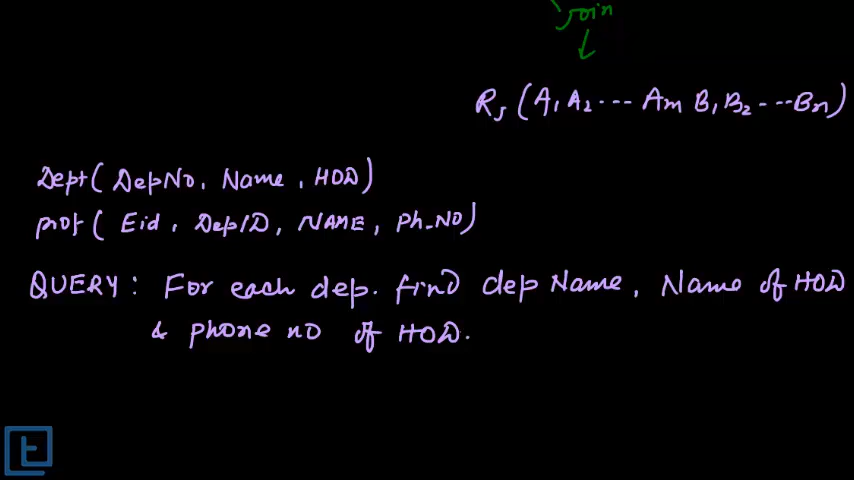 Join
Rj ( A1 A2 ... Am B1 B2 ... Bn )
Dept ( DepNo, Name, HOD )
prof ( Eid, DepID, NAME, Ph_NO )
QUERY : For each dep. find dep Name, Name of HOD
& phone no of HOD.